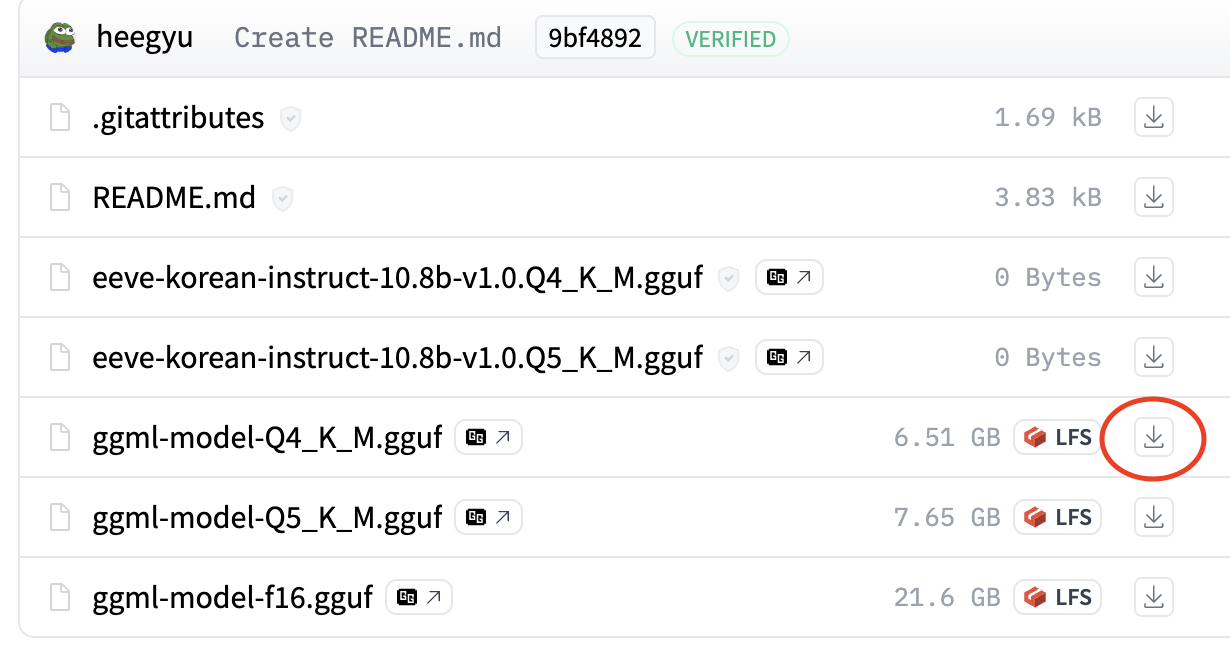 heegyu Create README.md 9bf4892 VERIFIED
.gitattributes 1.69 kB
README.md 3.83 kB
eeve-korean-instruct-10.8b-v1.0.Q4_K_M.gguf 0 Bytes
eeve-korean-instruct-10.8b-v1.0.Q5_K_M.gguf 0 Bytes
ggml-model-Q4_K_M.gguf 6.51 GB LFS
ggml-model-Q5_K_M.gguf 7.65 GB LFS
ggml-model-f16.gguf 21.6 GB LFS